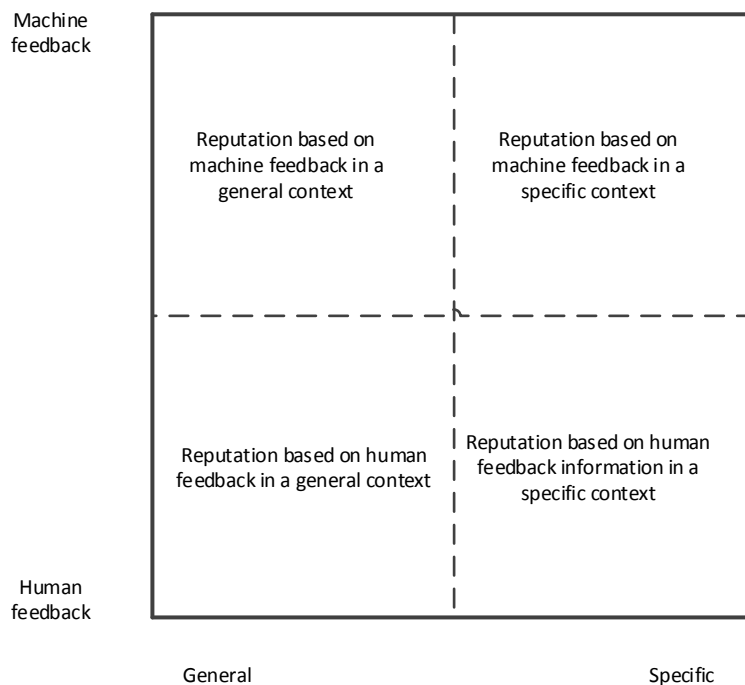 Machine
feedback
Reputation based on
machine feedback in a
general context
Reputation based on
machine feedback in a
specific context
Reputation based on human
feedback in a general context
Reputation based on human
feedback information in a
specific context
Human
feedback
General
Specific